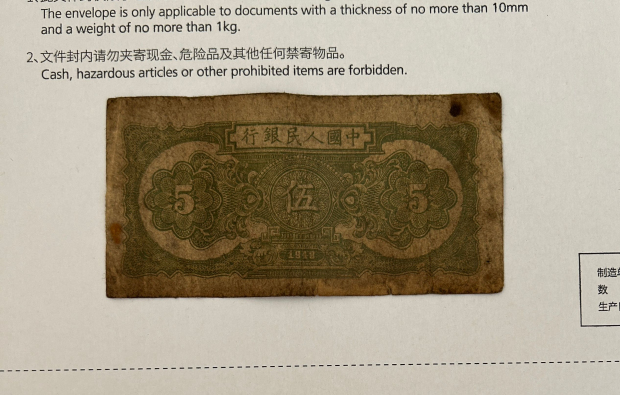 The envelope is only applicable to documents with a thickness of no more than 10mm
and a weight of no more than 1kg.
2、文件封内请勿夹寄现金、危险品及其他任何禁寄物品。
Cash, hazardous articles or other prohibited items are forbidden.
行銀民人國中
5 伍 5
1948
制造
数
生产